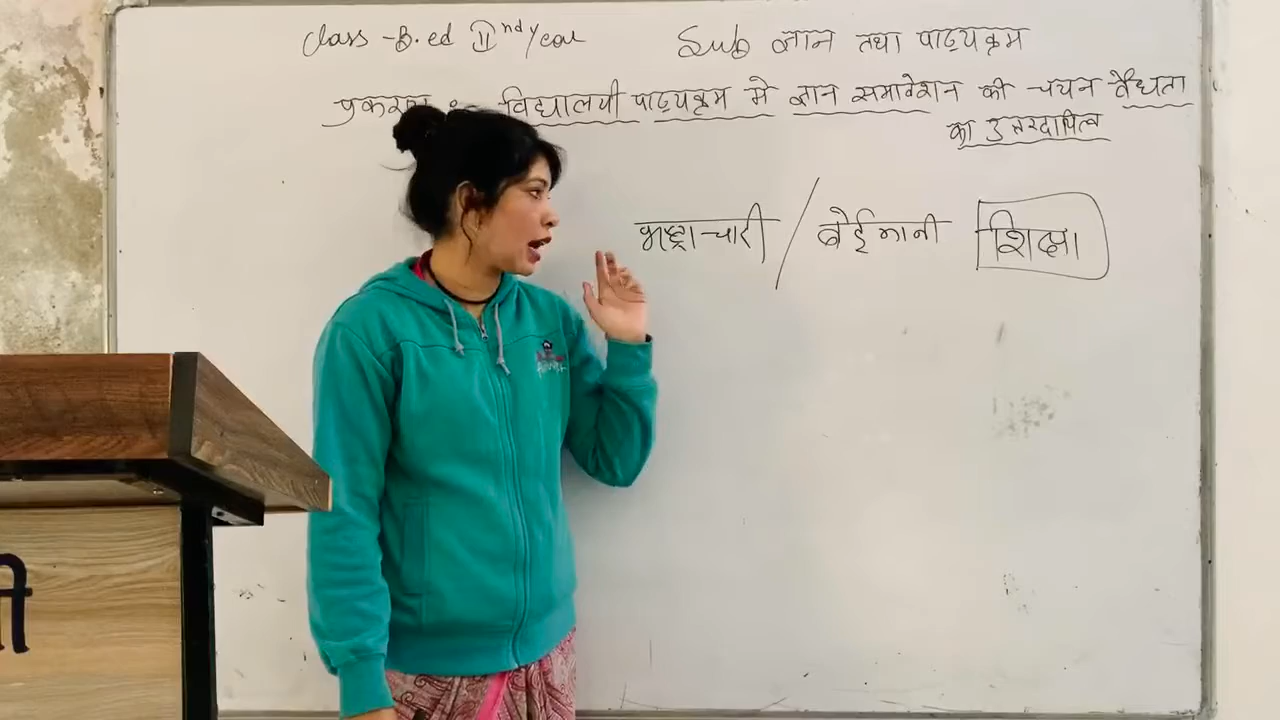 Class - B.ed IInd Year Sub ज्ञान तथा पाठ्यक्रम
प्रकरण :- विद्यालयी पाठ्यक्रम मे ज्ञान समावेशन की चयन वैधता
का उत्तरदायित्व
भ्रष्ट्राचारी / बेईमानी शिक्षा